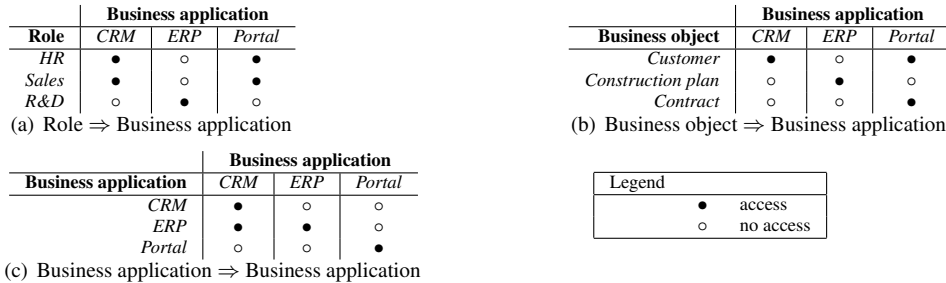 Business application
Role CRM ERP Portal
HR ● ○ ●
Sales ● ○ ●
R&D ○ ● ○
(a) Role ⇒ Business application
Business application
Business object CRM ERP Portal
Customer ● ○ ●
Construction plan ○ ● ○
Contract ○ ○ ●
(b) Business object ⇒ Business application
Business application
Business application CRM ERP Portal
CRM ● ○ ○
ERP ● ● ○
Portal ○ ○ ●
(c) Business application ⇒ Business application
Legend
● access
○ no access